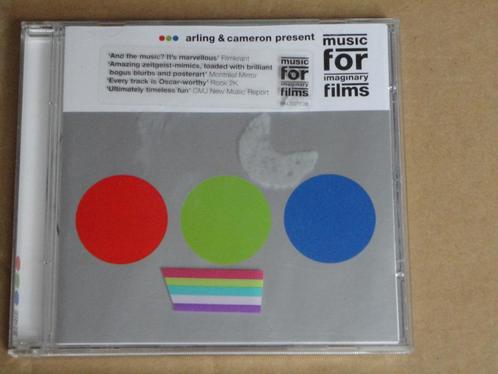 arling & cameron present
music
for
imaginary
films
'And the music? It's marvellous' Filmkrant
'Amazing zeitgeist-mimics, loaded with brilliant
bogus blurbs and posterart' Montreal Mirror
'Every track is Oscar-worthy' Rock 2K
'Ultimately timeless fun' CMJ New Music Report
music
for
imaginary
films